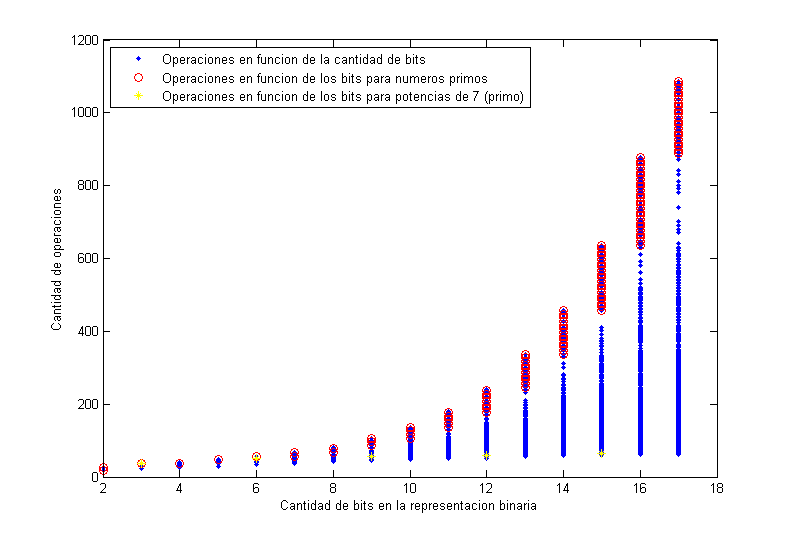 1200
Operaciones en funcion de la cantidad de bits
Operaciones en funcion de los bits para numeros primos
Operaciones en funcion de los bits para potencias de 7 (primo)
1000
800
600
400
200
0
Cantidad de operaciones
2 4 6 8 10 12 14 16 18
Cantidad de bits en la representacion binaria